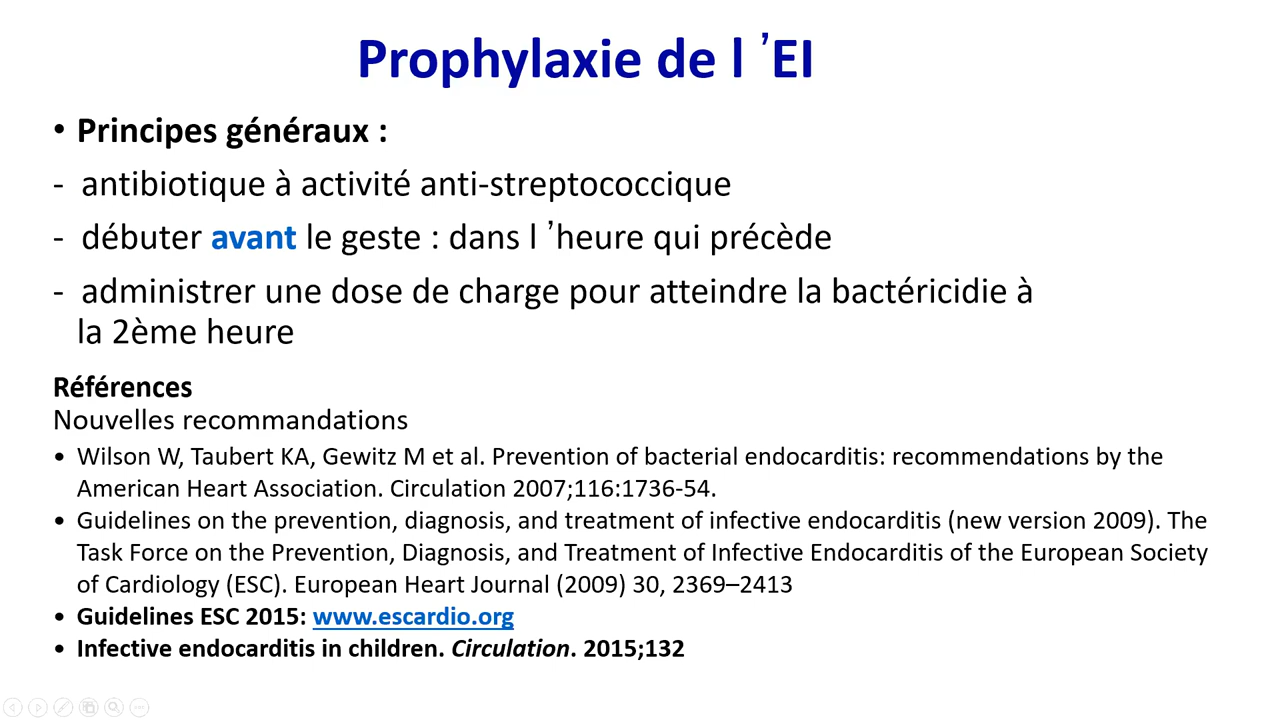 Prophylaxie de l ’EI
• Principes généraux :
- antibiotique à activité anti-streptococcique
- débuter avant le geste : dans l ’heure qui précède
- administrer une dose de charge pour atteindre la bactéricidie à
la 2ème heure
Références
Nouvelles recommandations
• Wilson W, Taubert KA, Gewitz M et al. Prevention of bacterial endocarditis: recommendations by the
American Heart Association. Circulation 2007;116:1736-54.
• Guidelines on the prevention, diagnosis, and treatment of infective endocarditis (new version 2009). The
Task Force on the Prevention, Diagnosis, and Treatment of Infective Endocarditis of the European Society
of Cardiology (ESC). European Heart Journal (2009) 30, 2369–2413
• Guidelines ESC 2015: www.escardio.org
• Infective endocarditis in children. Circulation. 2015;132